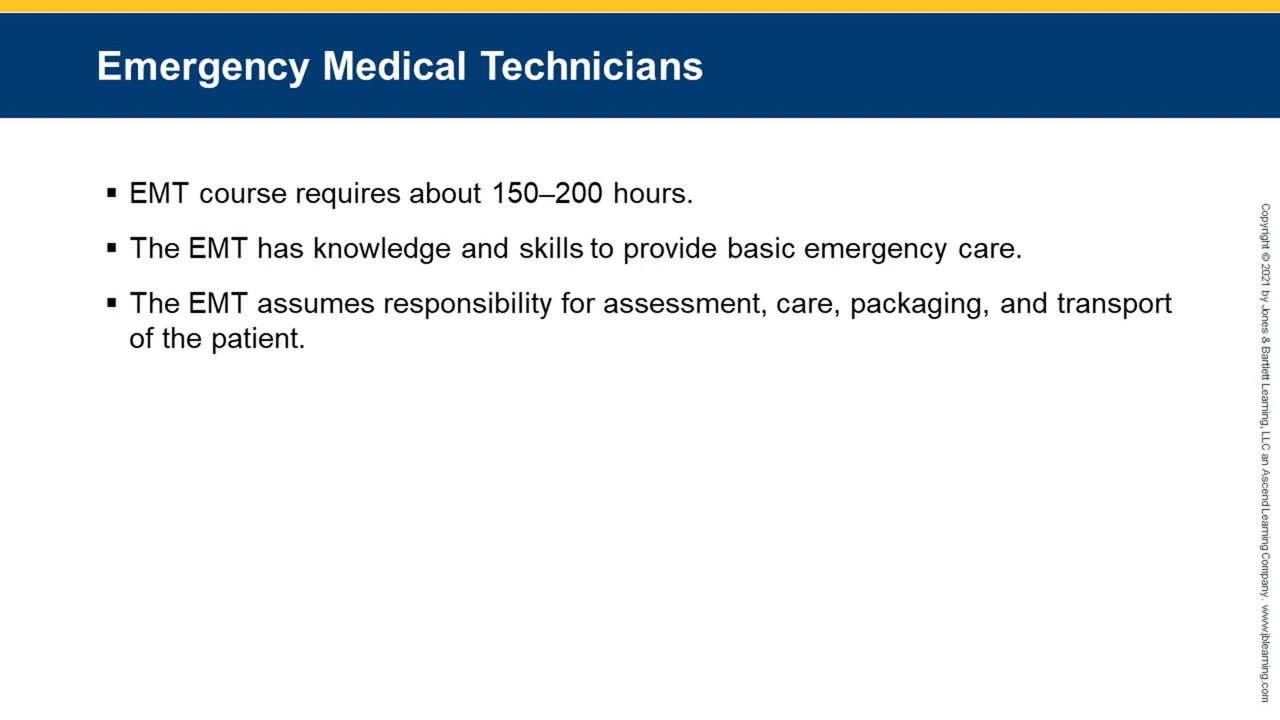 Emergency Medical Technicians
▪ EMT course requires about 150–200 hours.
▪ The EMT has knowledge and skills to provide basic emergency care.
▪ The EMT assumes responsibility for assessment, care, packaging, and transport
of the patient.
Copyright © 2021 by Jones & Bartlett Learning, LLC an Ascend Learning Company. www.jblearning.com